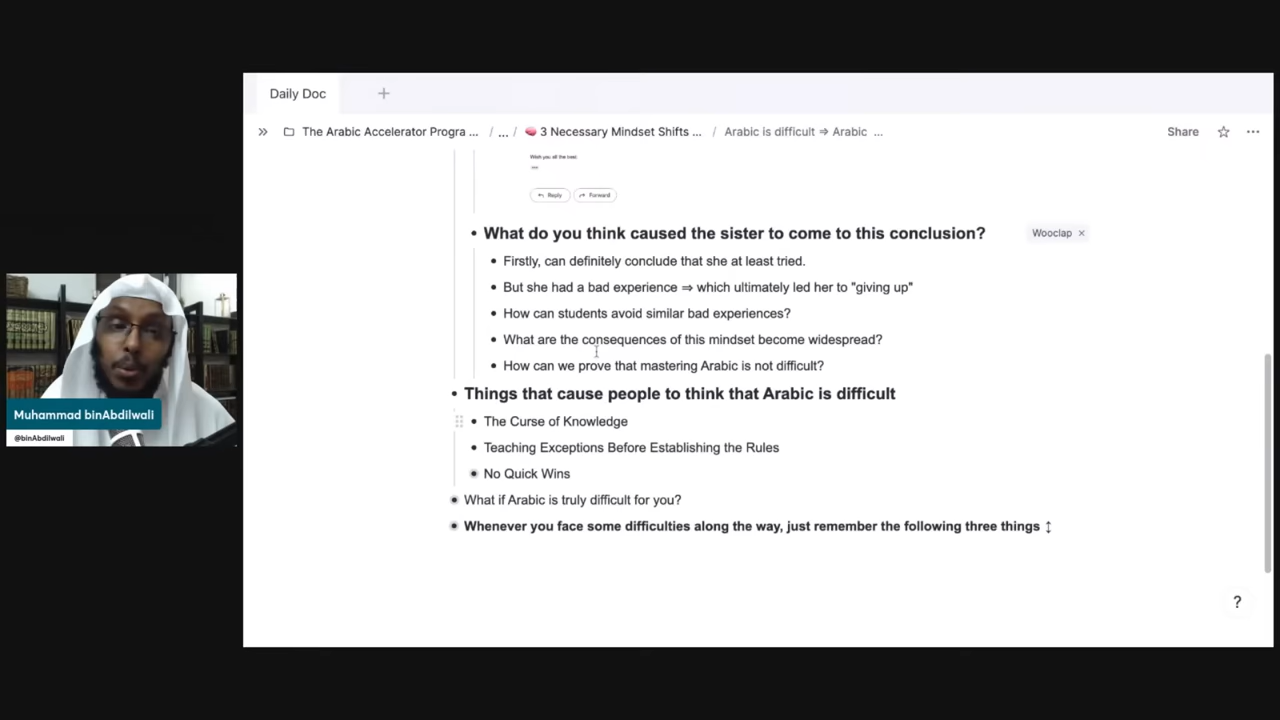 Daily Doc
The Arabic Accelerator Progra ... / ... / 3 Necessary Mindset Shifts ... / Arabic is difficult ⇒ Arabic ...
Share
Wish you all the best
Reply
Forward
• What do you think caused the sister to come to this conclusion?
Wooclap ×
• Firstly, can definitely conclude that she at least tried.
• But she had a bad experience ⇒ which ultimately led her to "giving up"
• How can students avoid similar bad experiences?
• What are the consequences of this mindset become widespread?
• How can we prove that mastering Arabic is not difficult?
• Things that cause people to think that Arabic is difficult
• The Curse of Knowledge
• Teaching Exceptions Before Establishing the Rules
• No Quick Wins
• What if Arabic is truly difficult for you?
• Whenever you face some difficulties along the way, just remember the following three things ↕
?
Muhammad binAbdilwali
@binAbdilwali